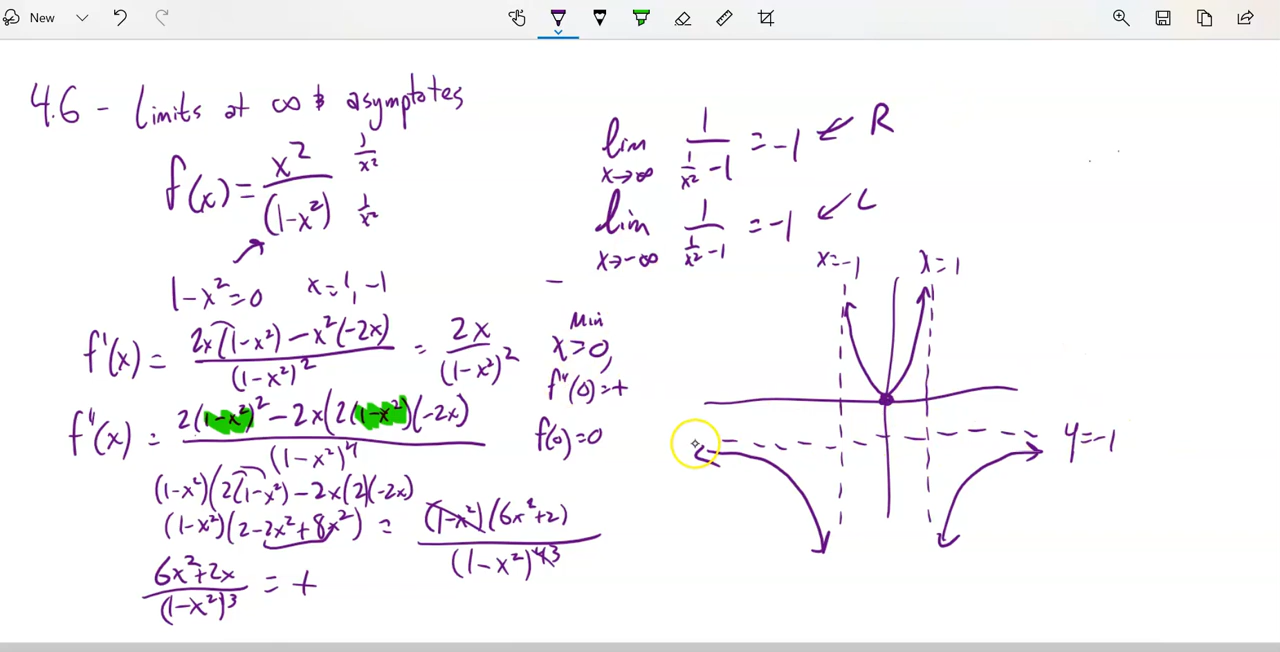 New
4.6 - Limits at ∞ & asymptotes
f(x) = x² / (1-x²)
1/x²
1/x²
1-x²=0 x=1, -1
f'(x) = (2x(1-x²) - x²(-2x)) / (1-x²)² = 2x / (1-x²)²
f''(x) = (2(1-x²)² - 2x(2(1-x²)(-2x)) / (1-x²)⁴
(1-x²)(2(1-x²) - 2x(2)(-2x)
(1-x²)(2-2x²+8x²) = (1-x²)(6x²+2) / (1-x²)⁴3
(6x²+2x) / (1-x²)³ = +
–
Min
x>0,
f''(0)=+
f(0)=0
lim x→∞ 1 / (1/x² - 1) = -1 ← R
lim x→-∞ 1 / (1/x² - 1) = -1 ← L
x=-1 x=1
y=-1